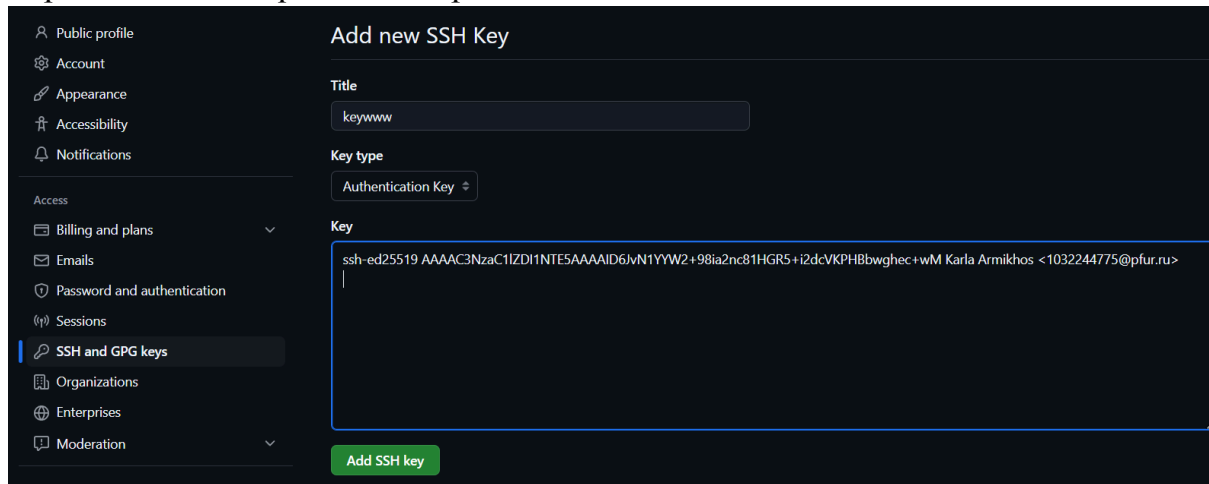 Public profile
Account
Appearance
Accessibility
Notifications
Access
Billing and plans
Emails
Password and authentication
Sessions
SSH and GPG keys
Organizations
Enterprises
Moderation
Add new SSH Key
Title
keywww
Key type
Authentication Key
Key
ssh-ed25519 AAAAC3NzaC1lZDI1NTE5AAAAID6JvN1YYW2+98ia2nc81HGR5+i2dcVKPHBbwghec+wM Karla Armikhos <1032244775@pfur.ru>
Add SSH key